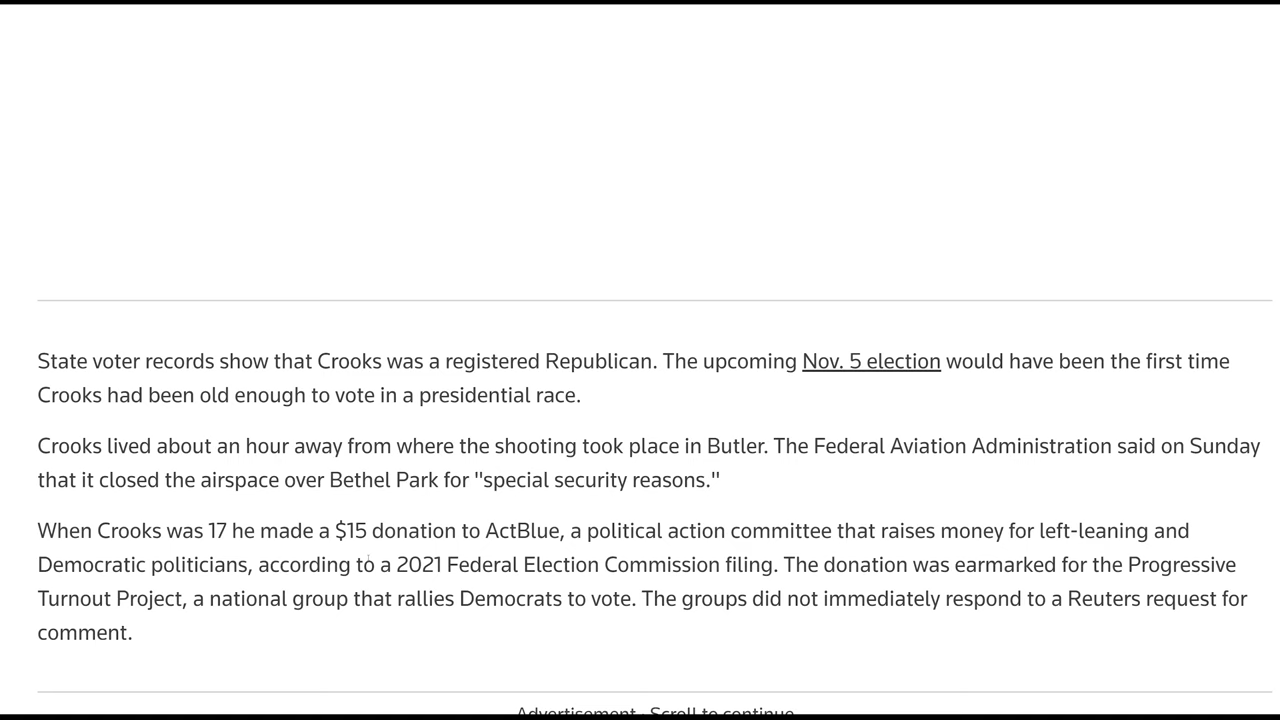 State voter records show that Crooks was a registered Republican. The upcoming Nov. 5 election would have been the first time
Crooks had been old enough to vote in a presidential race.
Crooks lived about an hour away from where the shooting took place in Butler. The Federal Aviation Administration said on Sunday
that it closed the airspace over Bethel Park for "special security reasons."
When Crooks was 17 he made a $15 donation to ActBlue, a political action committee that raises money for left-leaning and
Democratic politicians, according to a 2021 Federal Election Commission filing. The donation was earmarked for the Progressive
Turnout Project, a national group that rallies Democrats to vote. The groups did not immediately respond to a Reuters request for
comment.
Advertisement · Scroll to continue